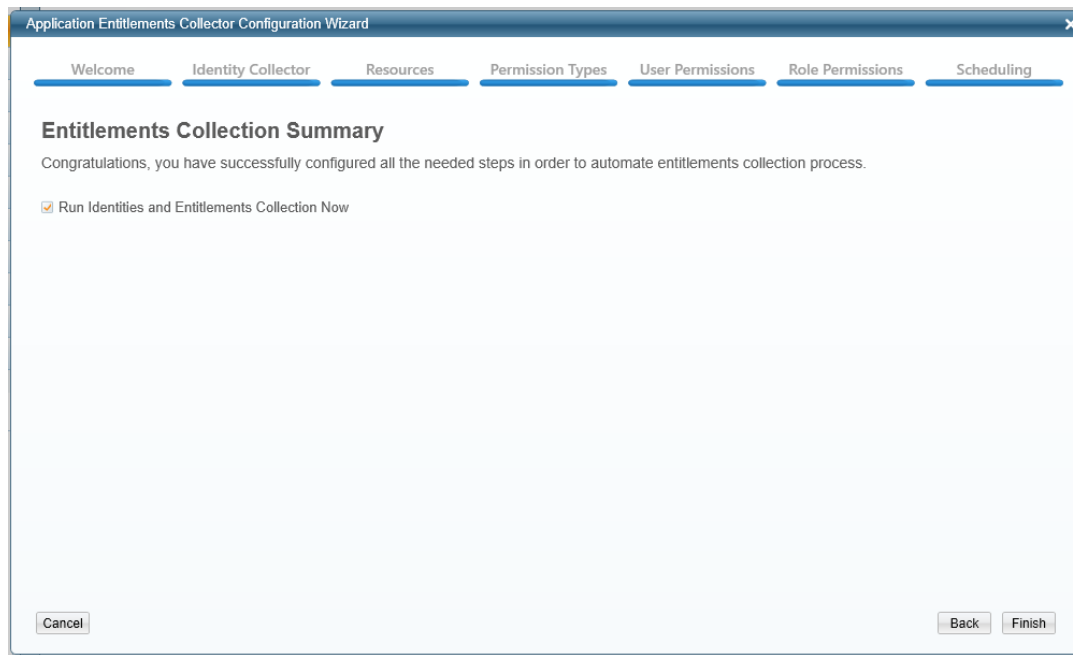 Application Entitlements Collector Configuration Wizard
Welcome Identity Collector Resources Permission Types User Permissions Role Permissions Scheduling
Entitlements Collection Summary
Congratulations, you have successfully configured all the needed steps in order to automate entitlements collection process.
Run Identities and Entitlements Collection Now
Cancel Back Finish